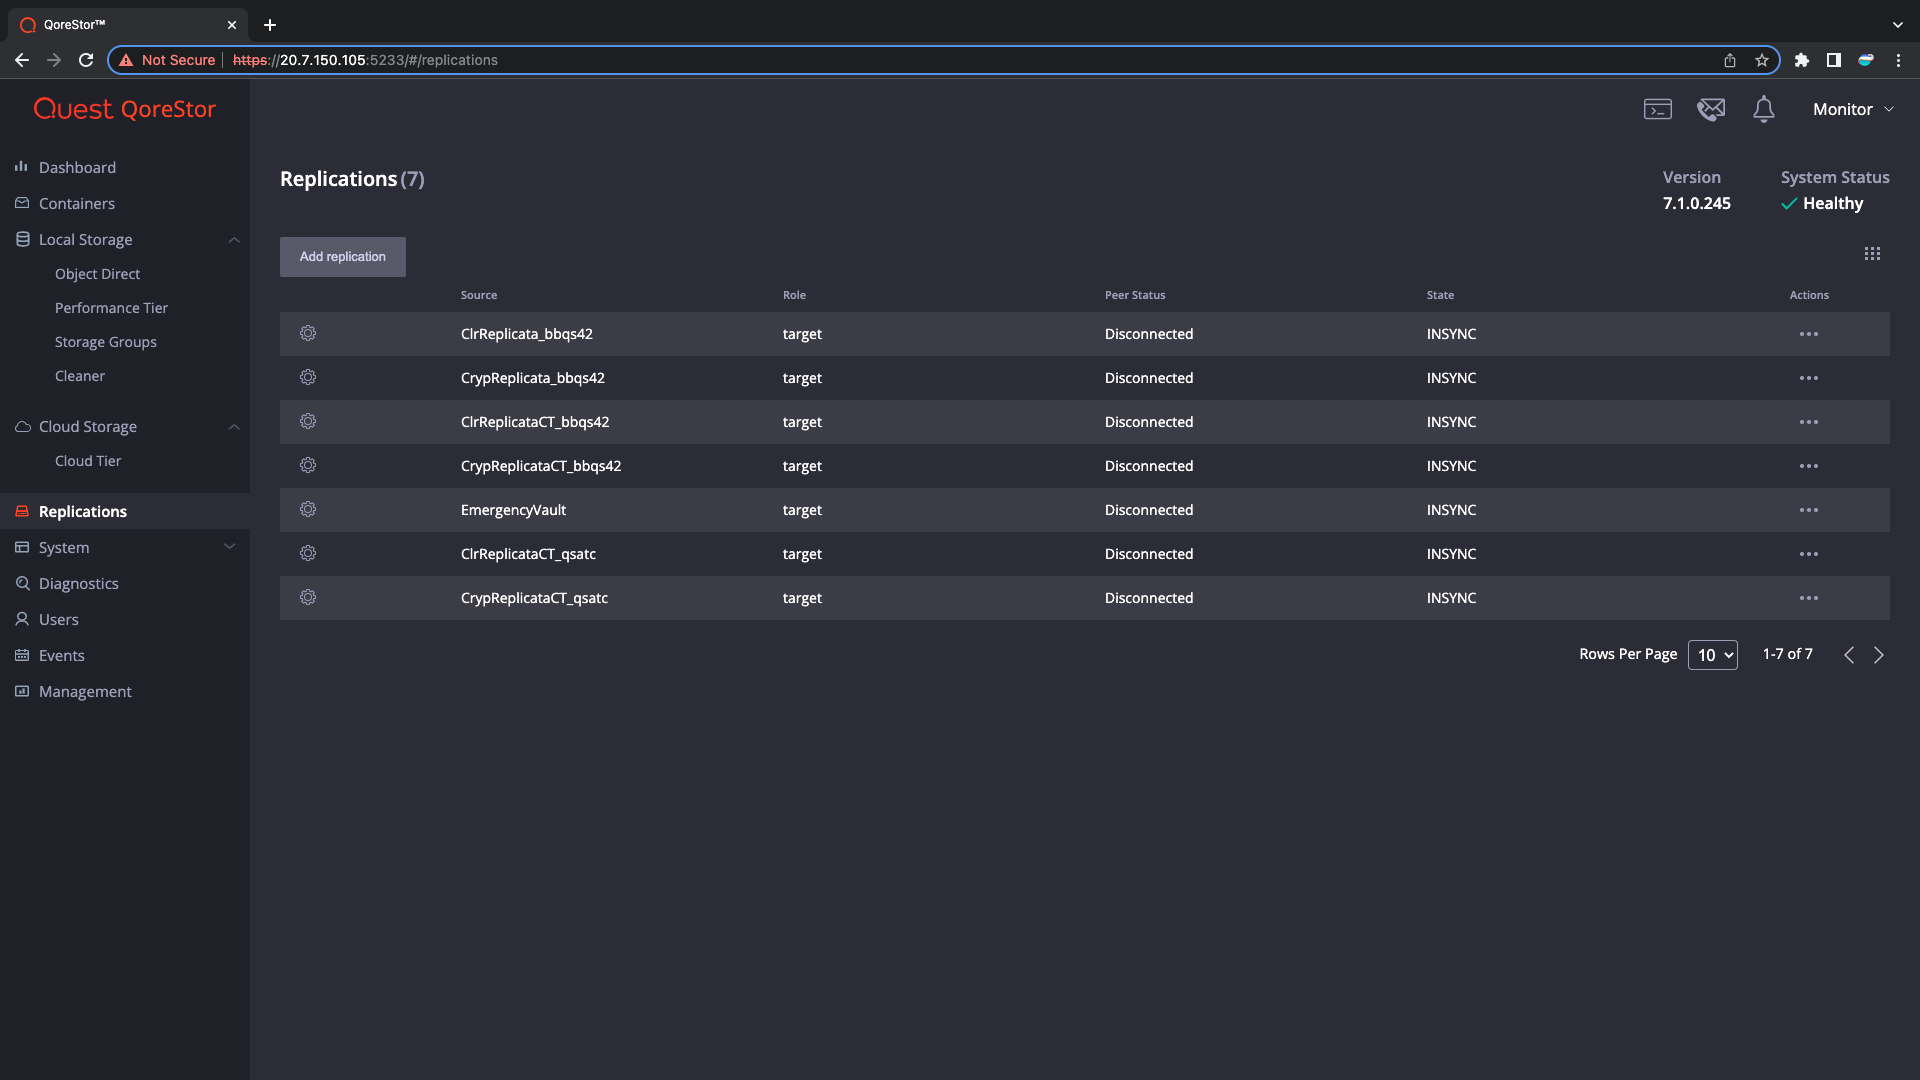 QoreStor™
Not Secure https://20.7.150.105:5233/#/replications
Quest QoreStor
Monitor
Dashboard
Containers
Local Storage
Object Direct
Performance Tier
Storage Groups
Cleaner
Cloud Storage
Cloud Tier
Replications
System
Diagnostics
Users
Events
Management
Replications (7)
Version
7.1.0.245
System Status
Healthy
Add replication
Source Role Peer Status State Actions
ClrReplicata_bbqs42 target Disconnected INSYNC
CrypReplicata_bbqs42 target Disconnected INSYNC
ClrReplicataCT_bbqs42 target Disconnected INSYNC
CrypReplicataCT_bbqs42 target Disconnected INSYNC
EmergencyVault target Disconnected INSYNC
ClrReplicataCT_qsatc target Disconnected INSYNC
CrypReplicataCT_qsatc target Disconnected INSYNC
Rows Per Page 10 1-7 of 7